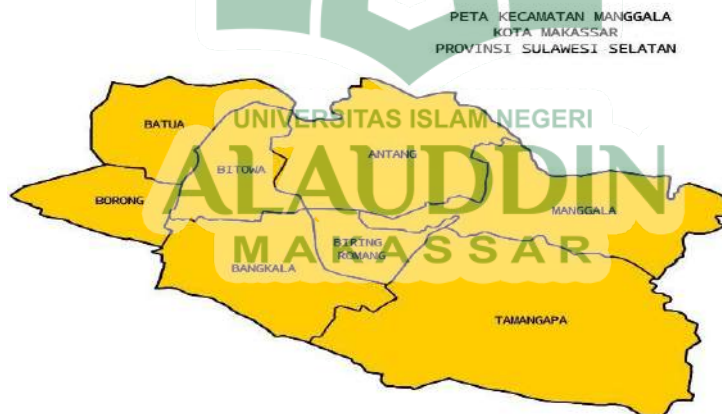 PETA KECAMATAN MANGGALA
KOTA MAKASSAR
PROVINSI SULAWESI SELATAN
BATUA
UNIVERSITAS ISLAM NEGERI
BITOWA
ANTANG
ALAUDDIN
BORONG
MANGGALA
MAKASSAR
BIRING
ROMANG
BANGKALA
TAMANGAPA